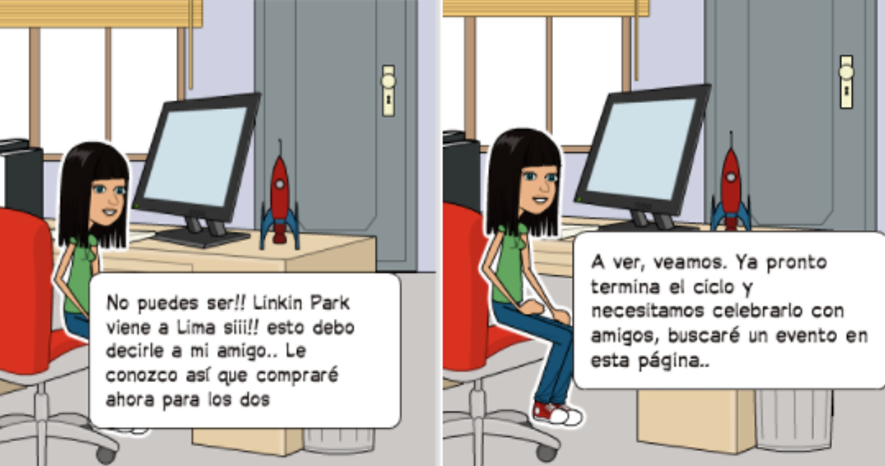 No puedes ser!! Linkin Park
viene a Lima siii!! esto debo
decirle a mi amigo.. Le
conozco así que compraré
ahora para los dos
A ver, veamos. Ya pronto
termina el ciclo y
necesitamos celebrarlo con
amigos, buscaré un evento en
esta página..